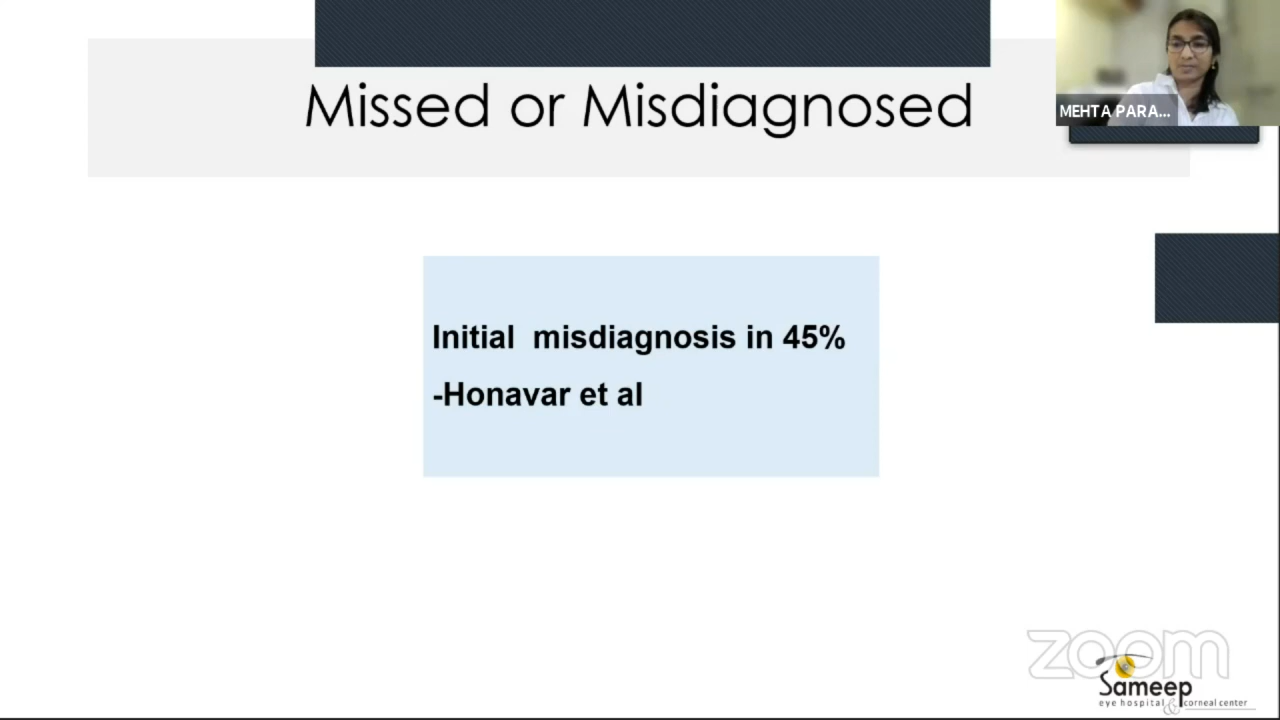 Missed or Misdiagnosed
MEHTA PARA...
Initial misdiagnosis in 45%
-Honavar et al
zoom
Sameep
eye hospital & corneal center